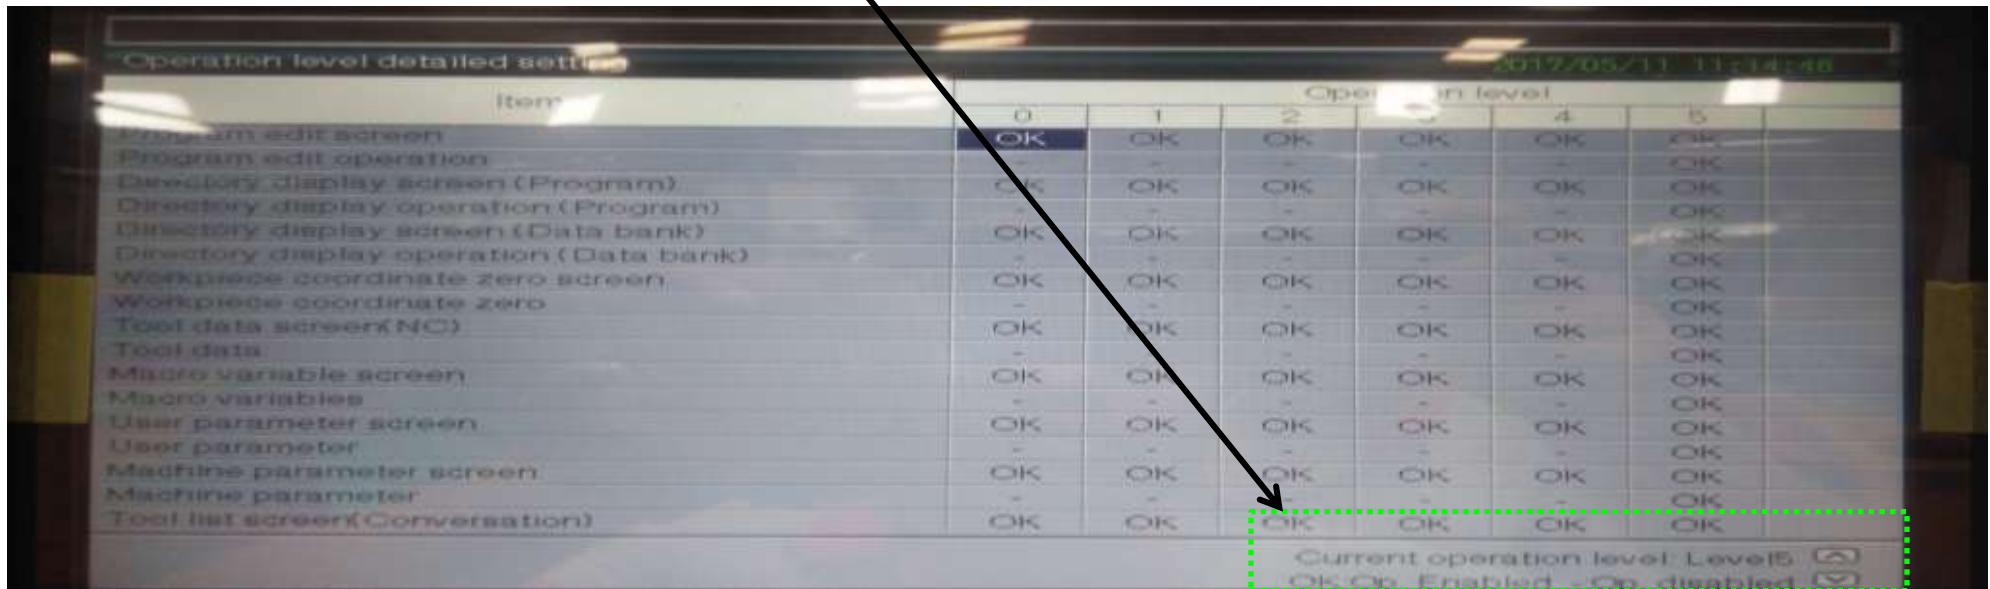 Operation level detailed setting 2017/05/11 11:14:48
Item Operation level
0 1 2 3 4 5
Program edit screen OK OK OK OK OK OK
Program edit operation - - - - - OK
Directory display screen(Program) OK OK OK OK OK OK
Directory display operation(Program) - - - - - OK
Directory display screen(Data bank) OK OK OK OK OK OK
Directory display operation(Data bank) - - - - - OK
Workpiece coordinate zero screen OK OK OK OK OK OK
Workpiece coordinate zero - - - - - OK
Tool data screen(NC) OK OK OK OK OK OK
Tool data - - - - - OK
Macro variable screen OK OK OK OK OK OK
Macro variables - - - - - OK
User parameter screen OK OK OK OK OK OK
User parameter - - - - - OK
Machine parameter screen OK OK OK OK OK OK
Machine parameter - - - - - OK
Tool list screen(Conversation) OK OK OK OK OK OK
Current operation level: Level5
OK:Op. Enabled -:Op. disabled